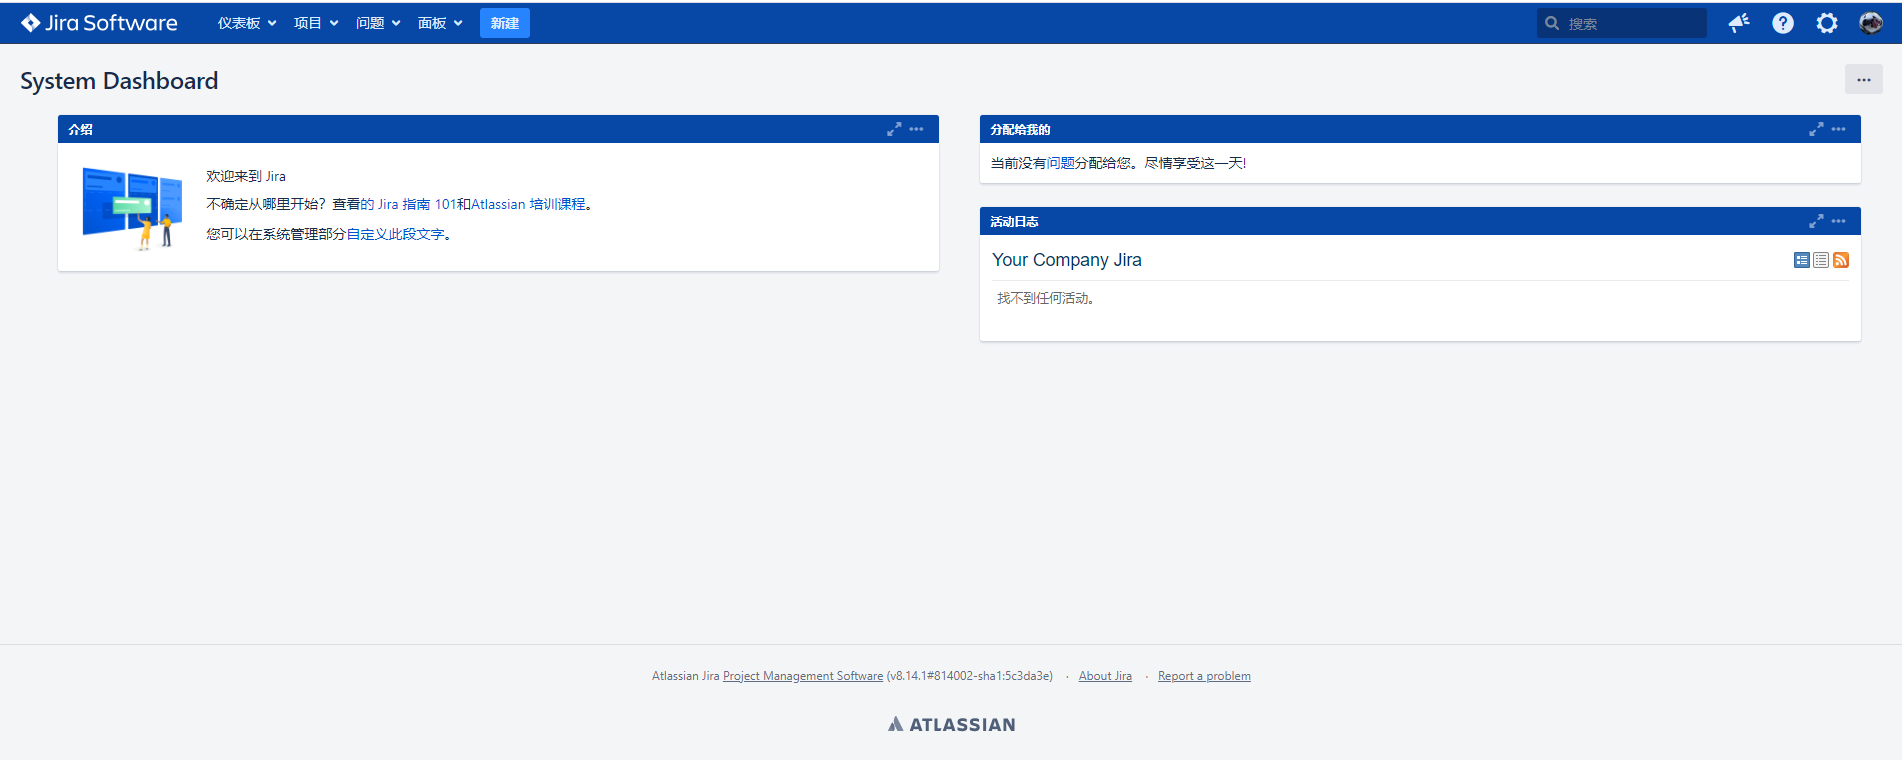 Jira Software 仪表板 项目 问题 面板 新建 搜索
System Dashboard
介绍
欢迎来到 Jira
不确定从哪里开始？查看的 Jira 指南 101和Atlassian 培训课程。
您可以在系统管理部分自定义此段文字。
分配给我的
当前没有问题分配给您。尽情享受这一天!
活动日志
Your Company Jira
找不到任何活动。
Atlassian Jira Project Management Software (v8.14.1#814002-sha1:5c3da3e) · About Jira · Report a problem
ATLASSIAN